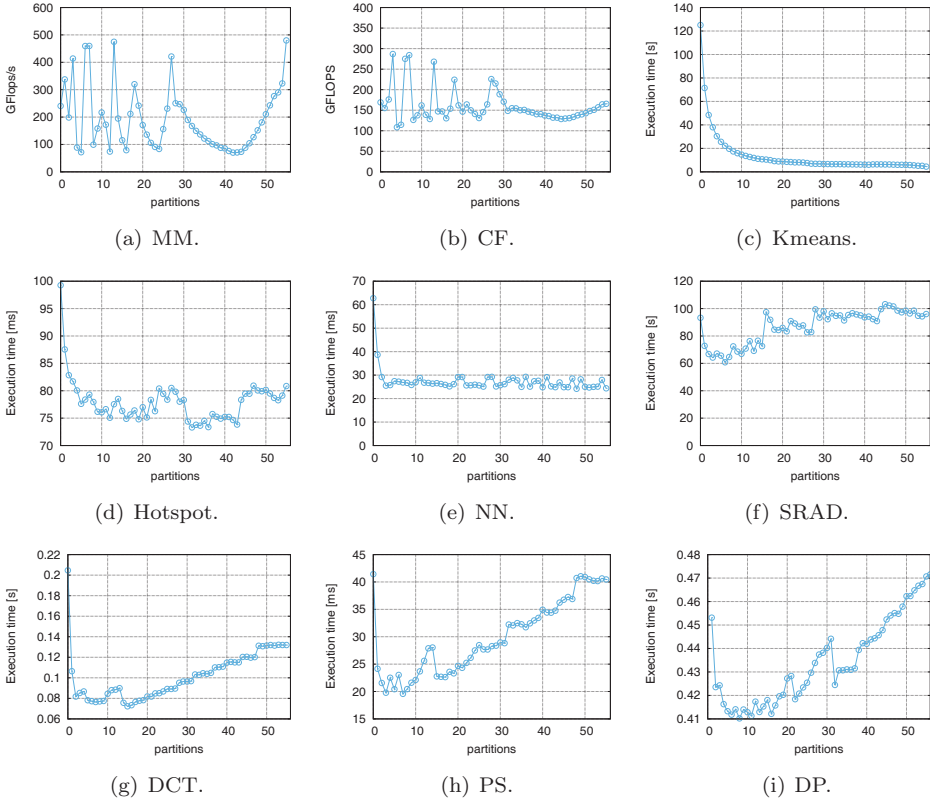 GFlops/s
600
500
400
300
200
100
0
0 10 20 30 40 50
partitions
(a) MM.
GFLOPS
400
350
300
250
200
150
100
50
0
0 10 20 30 40 50
partitions
(b) CF.
Execution time [s]
140
120
100
80
60
40
20
0
0 10 20 30 40 50
partitions
(c) Kmeans.
Execution time [ms]
100
95
90
85
80
75
70
0 10 20 30 40 50
partitions
(d) Hotspot.
Execution time [ms]
70
60
50
40
30
20
10
0
0 10 20 30 40 50
partitions
(e) NN.
Execution time [s]
120
100
80
60
40
20
0
0 10 20 30 40 50
partitions
(f) SRAD.
Execution time [s]
0.22
0.2
0.18
0.16
0.14
0.12
0.1
0.08
0.06
0 10 20 30 40 50
partitions
(g) DCT.
Execution time [ms]
45
40
35
30
25
20
15
0 10 20 30 40 50
partitions
(h) PS.
Execution time [s]
0.48
0.47
0.46
0.45
0.44
0.43
0.42
0.41
0 10 20 30 40 50
partitions
(i) DP.